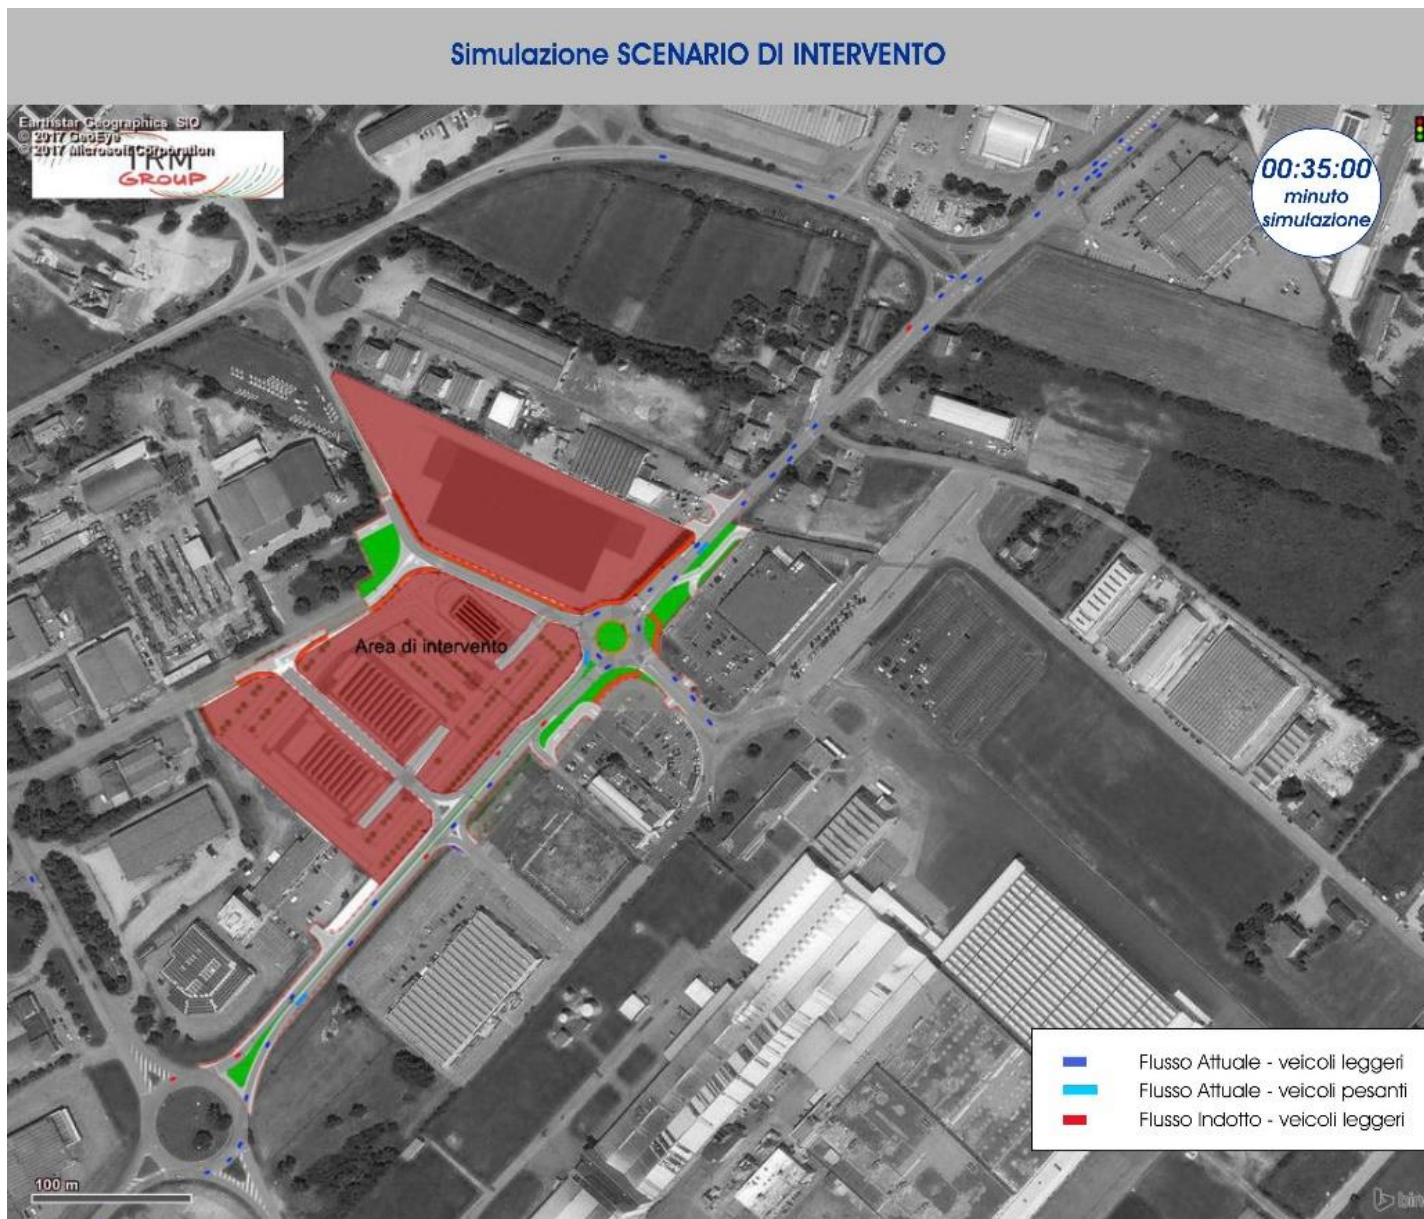 Simulazione SCENARIO DI INTERVENTO
Earthstar Geographics SIO
© 2017 GeoEye
© 2017 Microsoft Corporation
TRM
GROUP
00:35:00
minuto
simulazione
Area di intervento
Flusso Attuale - veicoli leggeri
Flusso Attuale - veicoli pesanti
Flusso Indotto - veicoli leggeri
100 m
bin